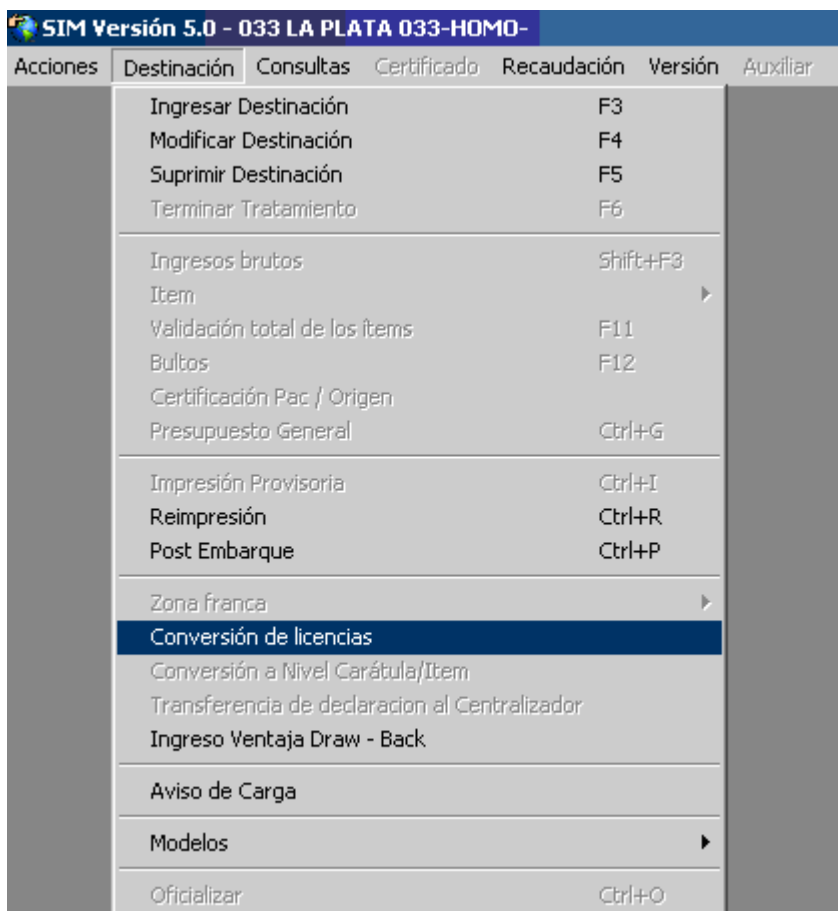 SIM Versión 5.0 - 033 LA PLATA 033-HOMO-
Acciones Destinación Consultas Certificado Recaudación Versión Auxiliar
Ingresar Destinación F3
Modificar Destinación F4
Suprimir Destinación F5
Terminar Tratamiento F6
Ingresos brutos Shift+F3
Item
Validación total de los ítems F11
Bultos F12
Certificación Pac / Origen
Presupuesto General Ctrl+G
Impresión Provisoria Ctrl+I
Reimpresión Ctrl+R
Post Embarque Ctrl+P
Zona franca
Conversión de licencias
Conversión a Nivel Carátula/Item
Transferencia de declaracion al Centralizador
Ingreso Ventaja Draw - Back
Aviso de Carga
Modelos
Oficializar Ctrl+O